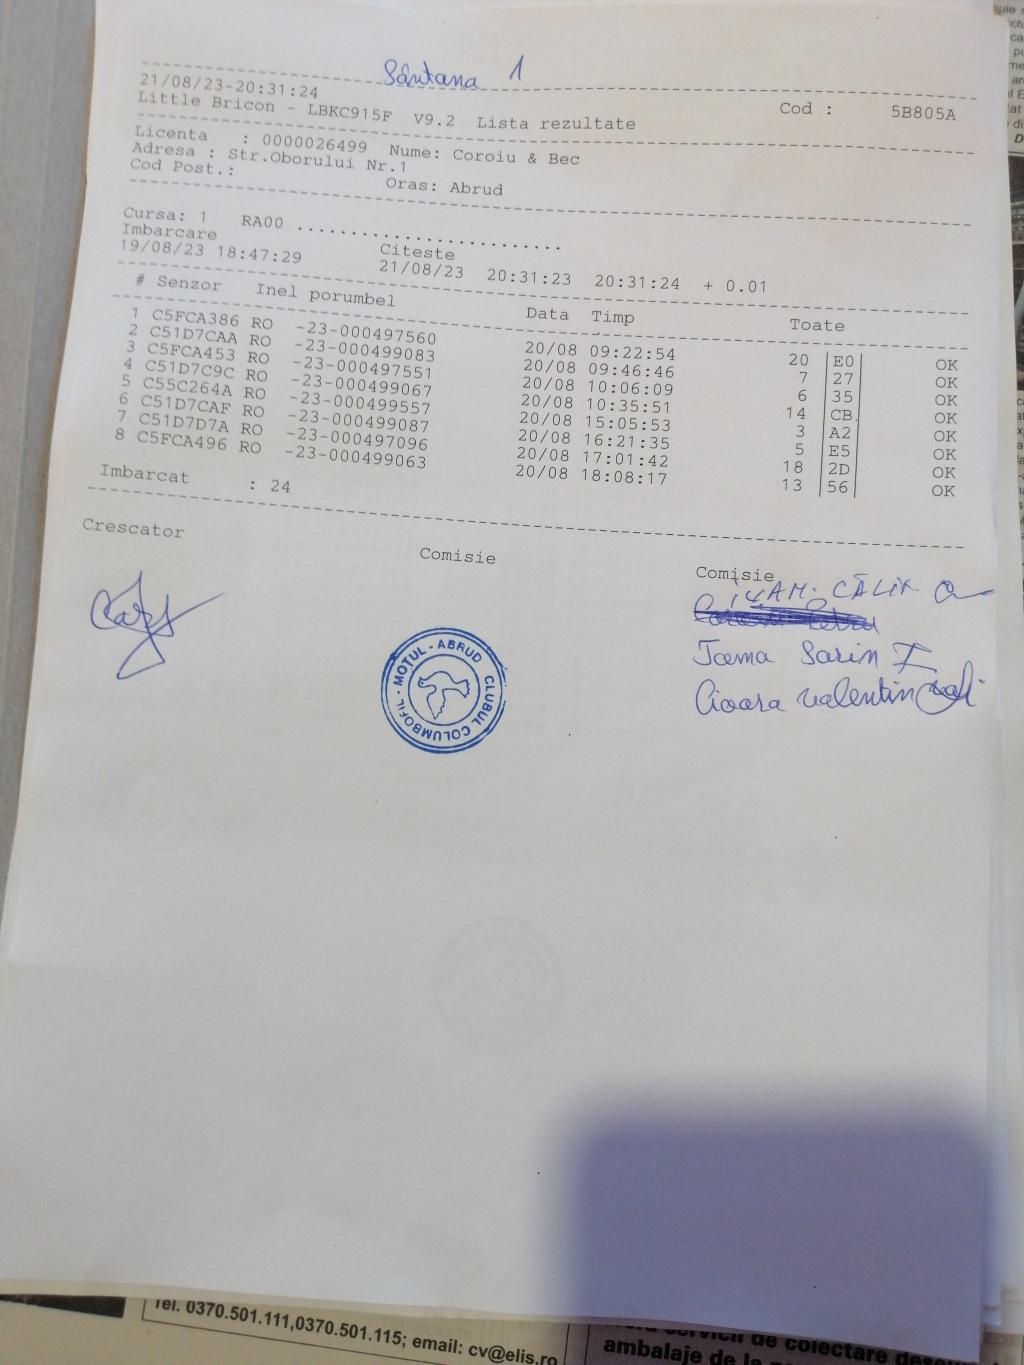 Sântana 1
21/08/23-20:31:24 Cod : 5B805A
Little Bricon - LBKC915F V9.2 Lista rezultate
Licenta : 0000026499 Nume: Coroiu & Bec
Adresa : Str.Oborului Nr.1
Cod Post.: Oras: Abrud
Cursa: 1 RA00 ........................
Imbarcare Citeste
19/08/23 18:47:29 21/08/23 20:31:23 20:31:24 + 0.01
# Senzor Inel porumbel Data Timp Toate
1 C5FCA386 RO -23-000497560 20/08 09:22:54 20 |E0| OK
2 C51D7CAA RO -23-000499083 20/08 09:46:46 7 |27| OK
3 C5FCA453 RO -23-000497551 20/08 10:06:09 6 |35| OK
4 C51D7C9C RO -23-000499067 20/08 10:35:51 14 |CB| OK
5 C55C264A RO -23-000499557 20/08 15:05:53 3 |A2| OK
6 C51D7CAF RO -23-000499087 20/08 16:21:35 5 |E5| OK
7 C51D7D7A RO -23-000497096 20/08 17:01:42 18 |2D| OK
8 C5FCA496 RO -23-000499063 20/08 18:08:17 13 |56| OK
Imbarcat : 24
Crescator Comisie Comisie
CĂLIN
Toma Sorin
Cioara Valentin
MOȚUL - ABRUD CLUBUL COLUMBOFIL
Tel. 0370.501.111,0370.501.115; email: cv@elis.ro
servicii de colectare
ambalaje de la